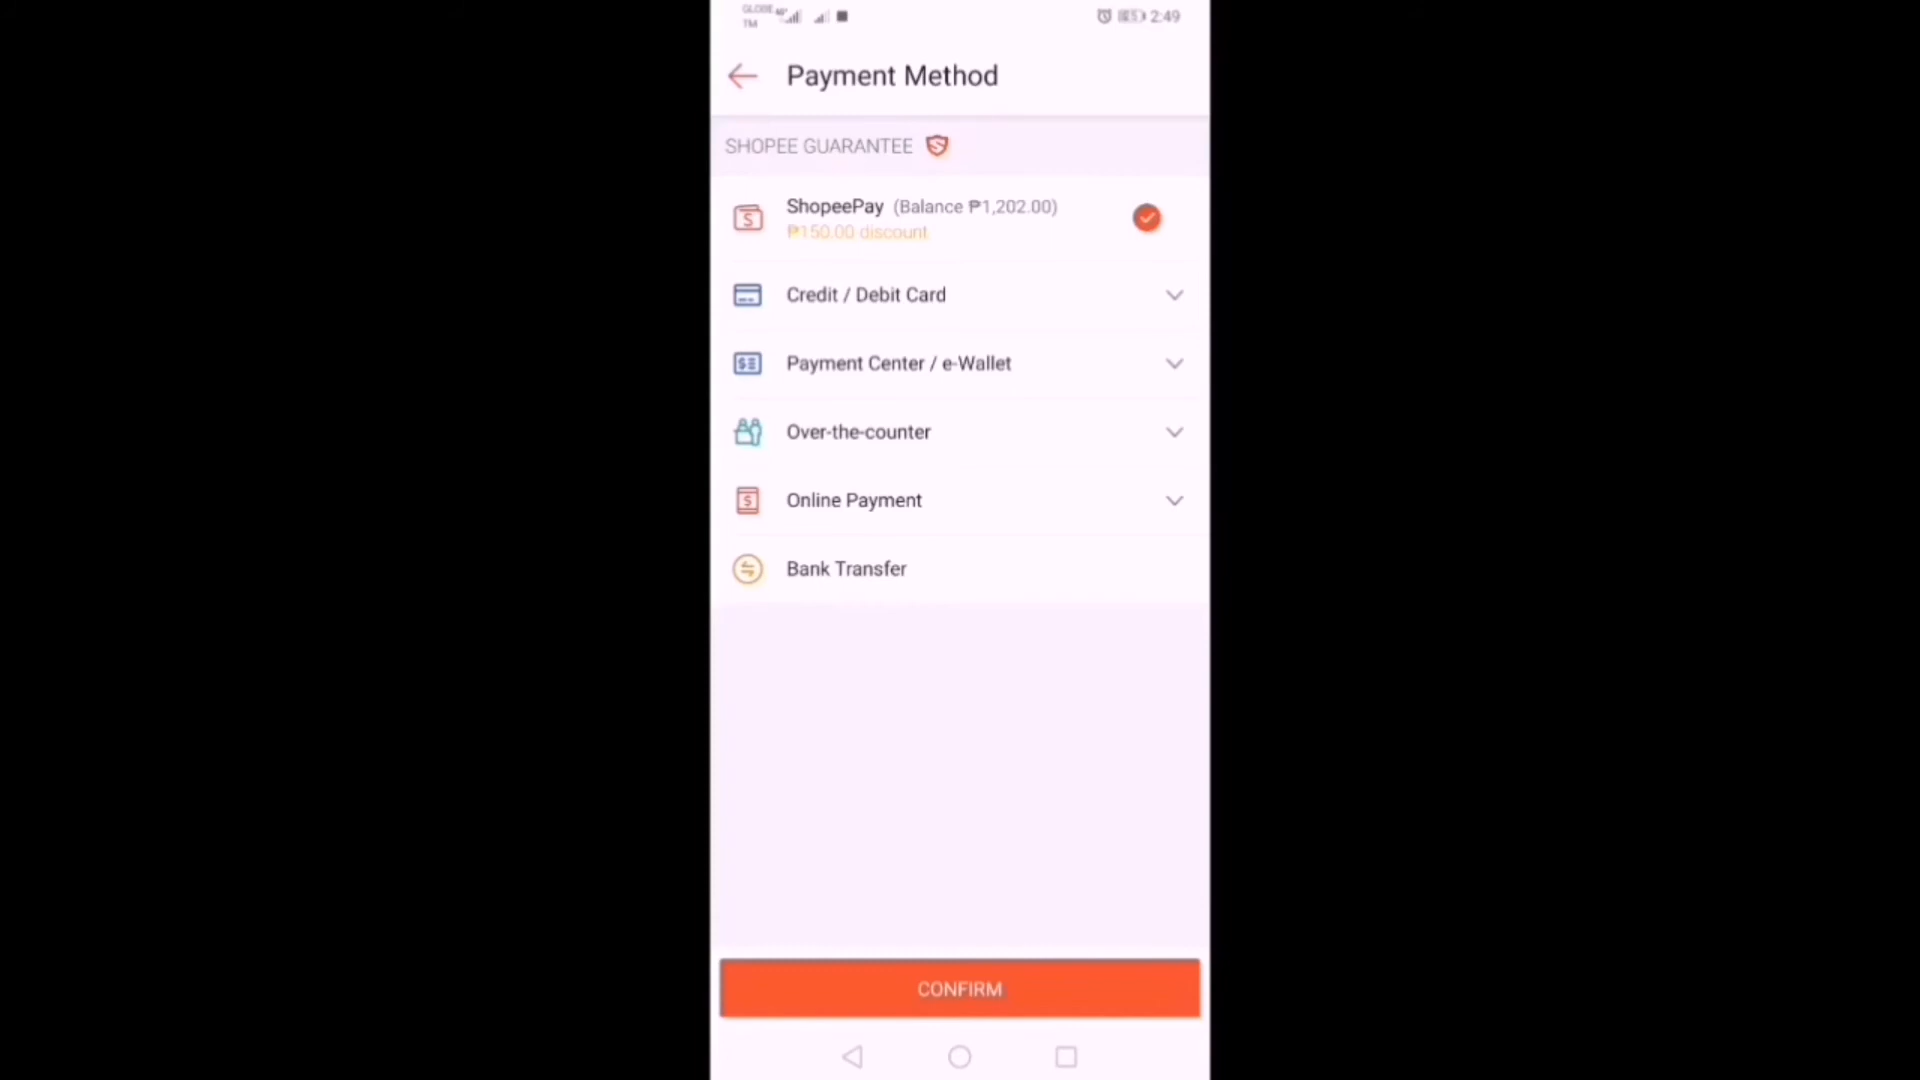 GLOBE
TM
2:49
Payment Method
SHOPEE GUARANTEE
ShopeePay (Balance ₱1,202.00)
₱150.00 discount
Credit / Debit Card
Payment Center / e-Wallet
Over-the-counter
Online Payment
Bank Transfer
CONFIRM